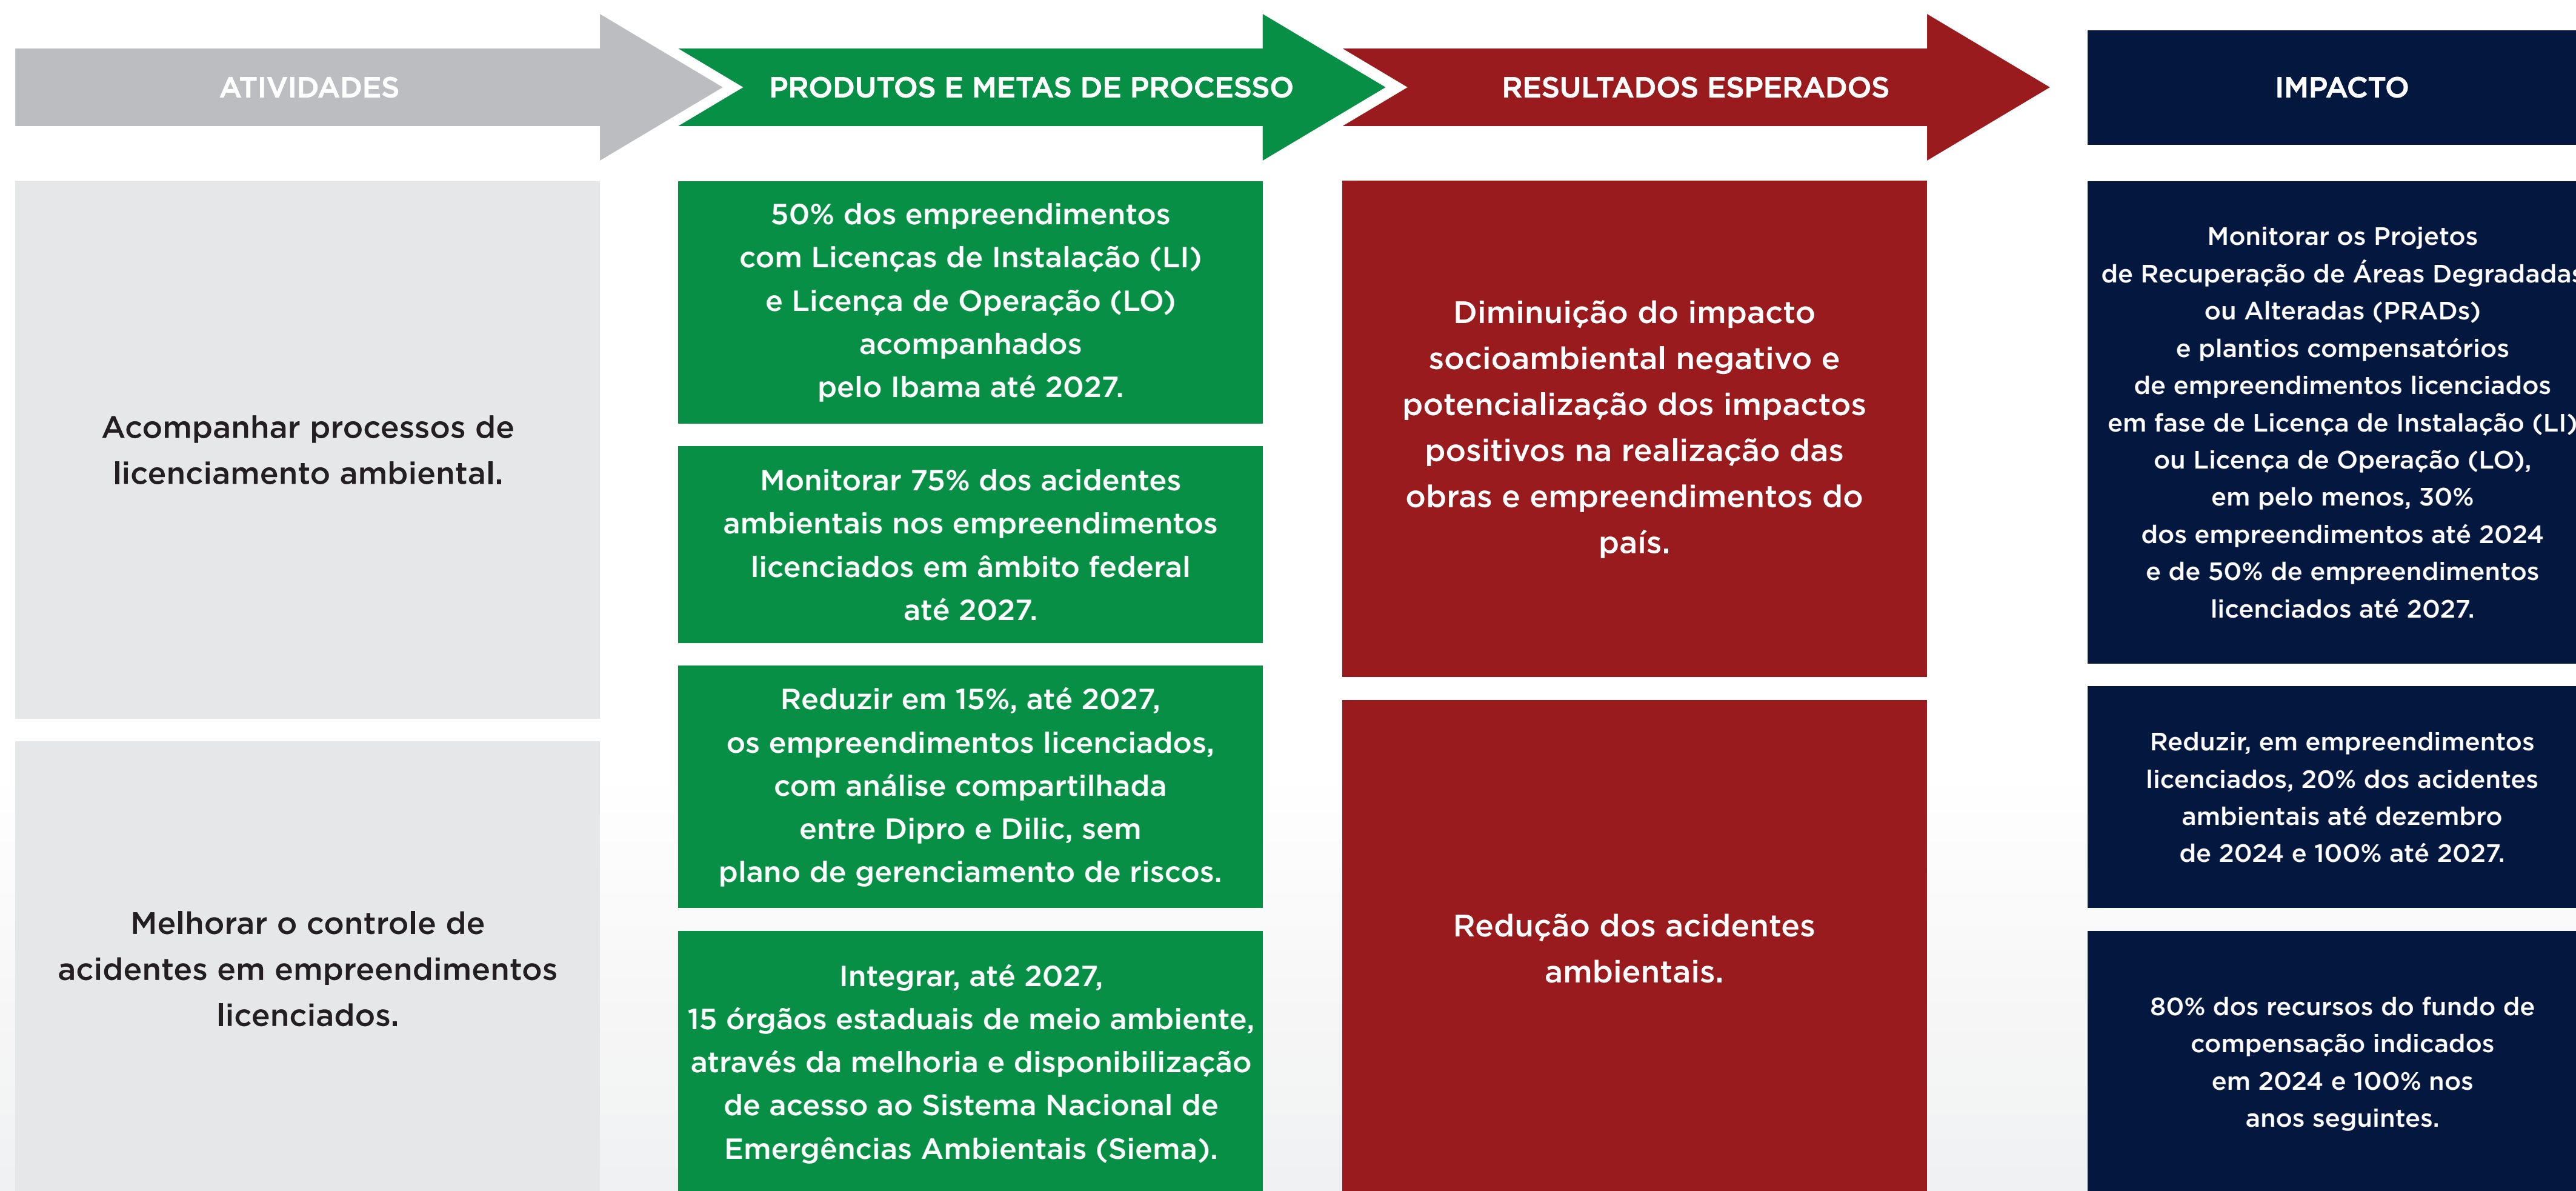 ATIVIDADES
PRODUTOS E METAS DE PROCESSO
RESULTADOS ESPERADOS
IMPACTO
Acompanhar processos de
licenciamento ambiental.
Melhorar o controle de
acidentes em empreendimentos
licenciados.
50% dos empreendimentos
com Licenças de Instalação (LI)
e Licença de Operação (LO)
acompanhados
pelo Ibama até 2027.
Monitorar 75% dos acidentes
ambientais nos empreendimentos
licenciados em âmbito federal
até 2027.
Reduzir em 15%, até 2027,
os empreendimentos licenciados,
com análise compartilhada
entre Dipro e Dilic, sem
plano de gerenciamento de riscos.
Integrar, até 2027,
15 órgãos estaduais de meio ambiente,
através da melhoria e disponibilização
de acesso ao Sistema Nacional de
Emergências Ambientais (Siema).
Diminuição do impacto
socioambiental negativo e
potencialização dos impactos
positivos na realização das
obras e empreendimentos do
país.
Redução dos acidentes
ambientais.
Monitorar os Projetos
de Recuperação de Áreas Degradadas
ou Alteradas (PRADs)
e plantios compensatórios
de empreendimentos licenciados
em fase de Licença de Instalação (LI)
ou Licença de Operação (LO),
em pelo menos, 30%
dos empreendimentos até 2024
e de 50% de empreendimentos
licenciados até 2027.
Reduzir, em empreendimentos
licenciados, 20% dos acidentes
ambientais até dezembro
de 2024 e 100% até 2027.
80% dos recursos do fundo de
compensação indicados
em 2024 e 100% nos
anos seguintes.